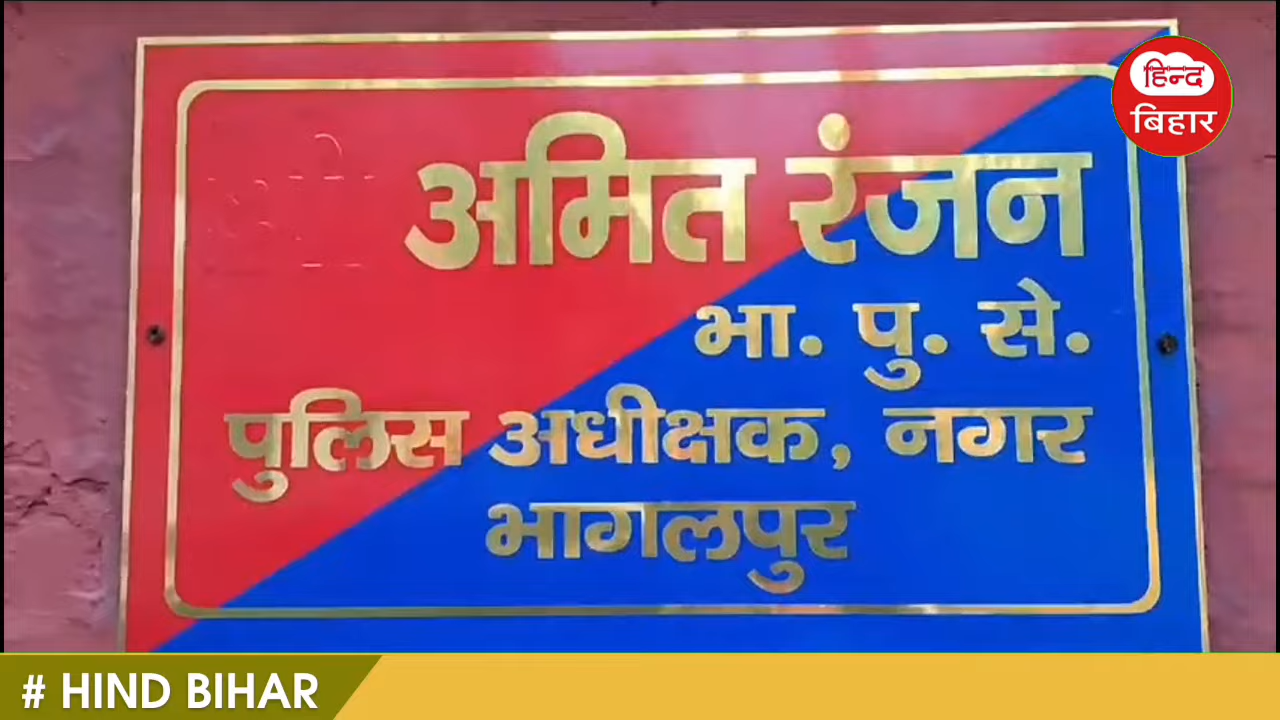 हिन्द
बिहार
अमित रंजन
भा. पु. से.
पुलिस अधीक्षक, नगर
भागलपुर
# HIND BIHAR